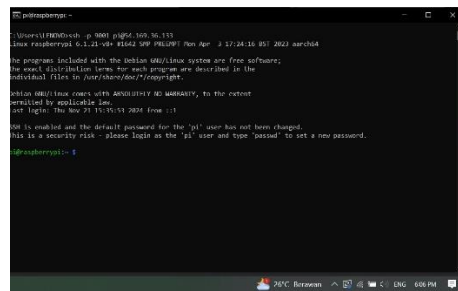 pi@raspberrypi: ~
C:\Users\LENOVO>ssh -p 9001 pi@54.169.36.133
Linux raspberrypi 6.1.21-v8+ #1642 SMP PREEMPT Mon Apr 3 17:24:16 BST 2023 aarch64
The programs included with the Debian GNU/Linux system are free software;
the exact distribution terms for each program are described in the
individual files in /usr/share/doc/*/copyright.
Debian GNU/Linux comes with ABSOLUTELY NO WARRANTY, to the extent
permitted by applicable law.
Last login: Thu Nov 21 15:35:53 2024 from ::1
SSH is enabled and the default password for the 'pi' user has not been changed.
This is a security risk - please login as the 'pi' user and type 'passwd' to set a new password.
pi@raspberrypi:~ $
26°C Berawan ENG 6:06 PM